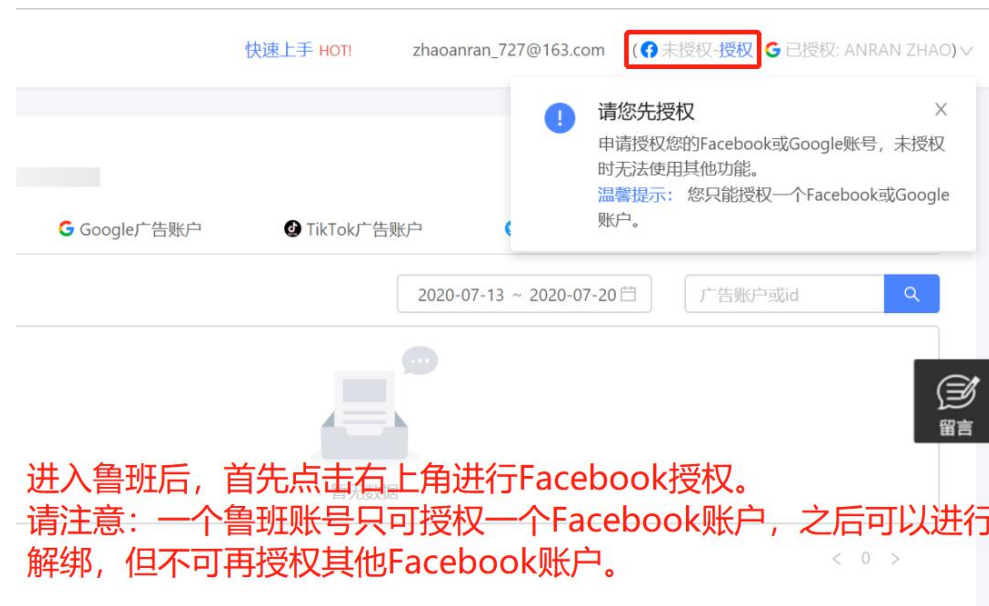 快速上手 HOT! zhaoanran_727@163.com ( 未授权-授权 已授权: ANRAN ZHAO)
请您先授权
申请授权您的Facebook或Google账号，未授权
时无法使用其他功能。
温馨提示： 您只能授权一个Facebook或Google
账户。
Google广告账户 TikTok广告账户
2020-07-13 ~ 2020-07-20 广告账户或id
留言
暂无数据
进入鲁班后，首先点击右上角进行Facebook授权。
请注意：一个鲁班账号只可授权一个Facebook账户，之后可以进行
解绑，但不可再授权其他Facebook账户。
< 0 >